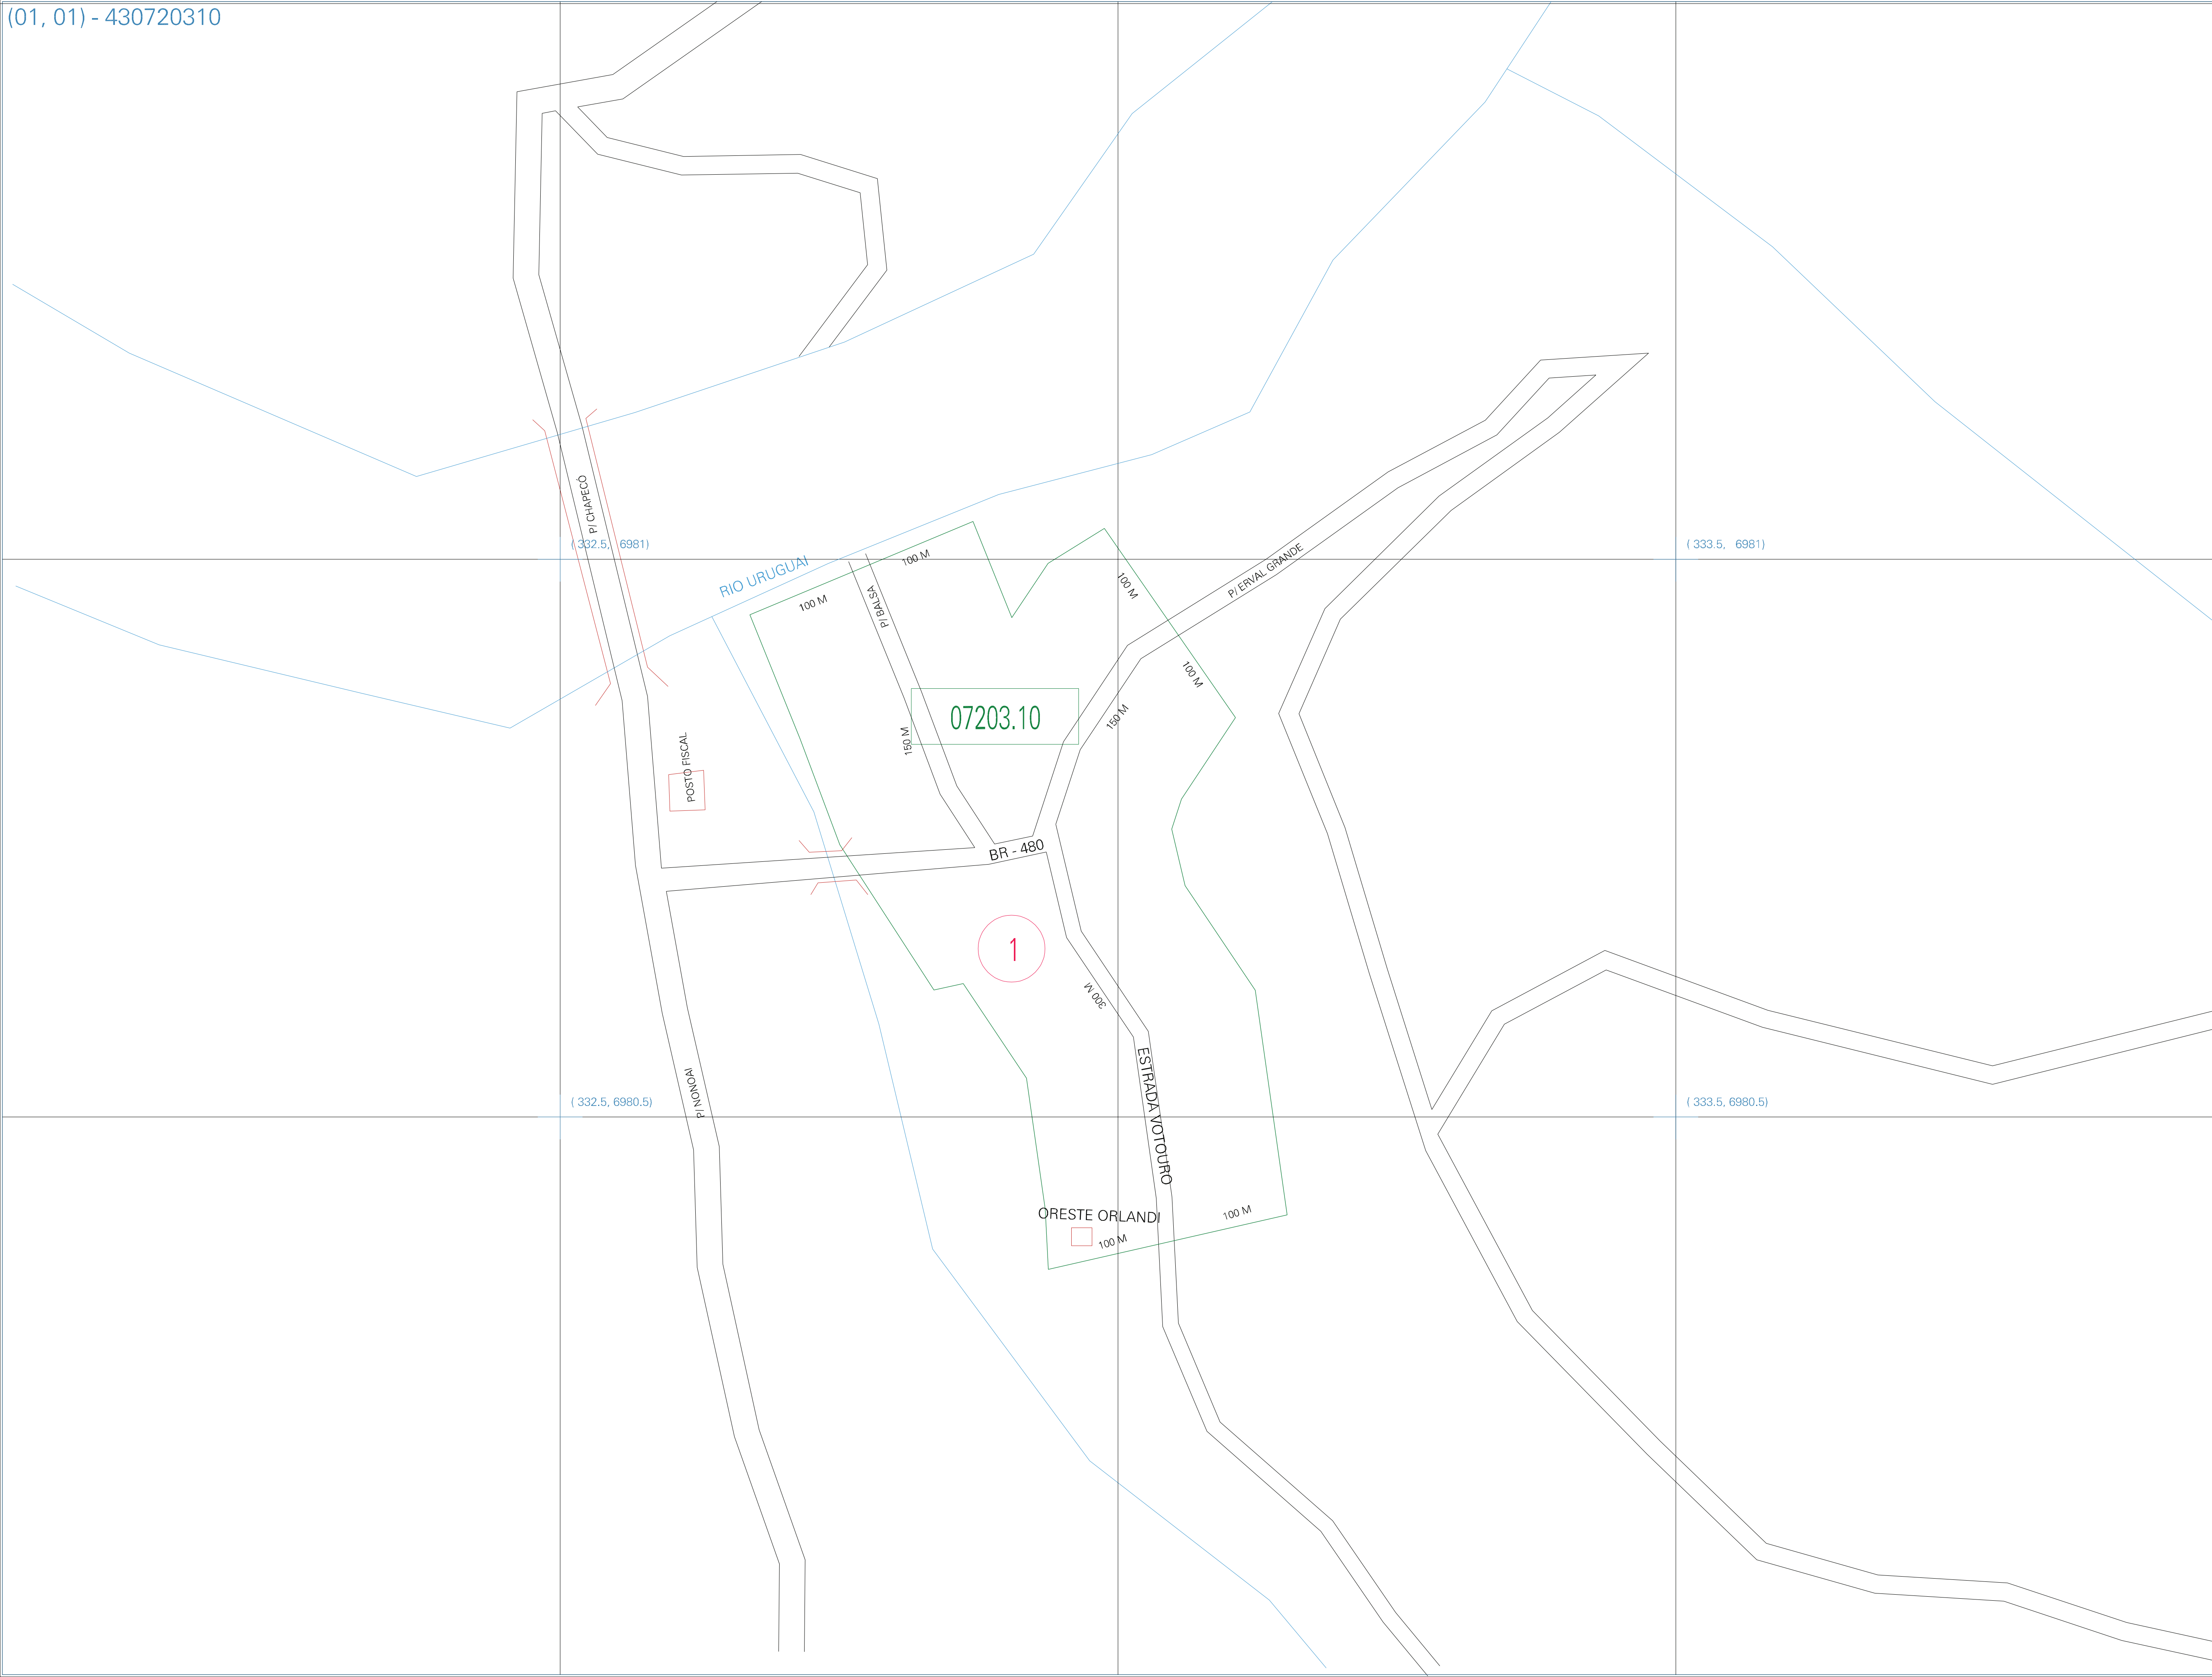 (01, 01) - 430720310
P/ CHAPECÓ
( 332.5, 6981)
( 333.5, 6981)
RIO URUGUAI
100 M
100 M
P/ BALSA
100 M
P/ ERVAL GRANDE
100 M
07203.10
150 M
150 M
POSTO FISCAL
BR - 480
1
300 M
P/ NONOAI
( 332.5, 6980.5)
( 333.5, 6980.5)
ESTRADA VOTOURO
ORESTE ORLANDI
100 M
100 M